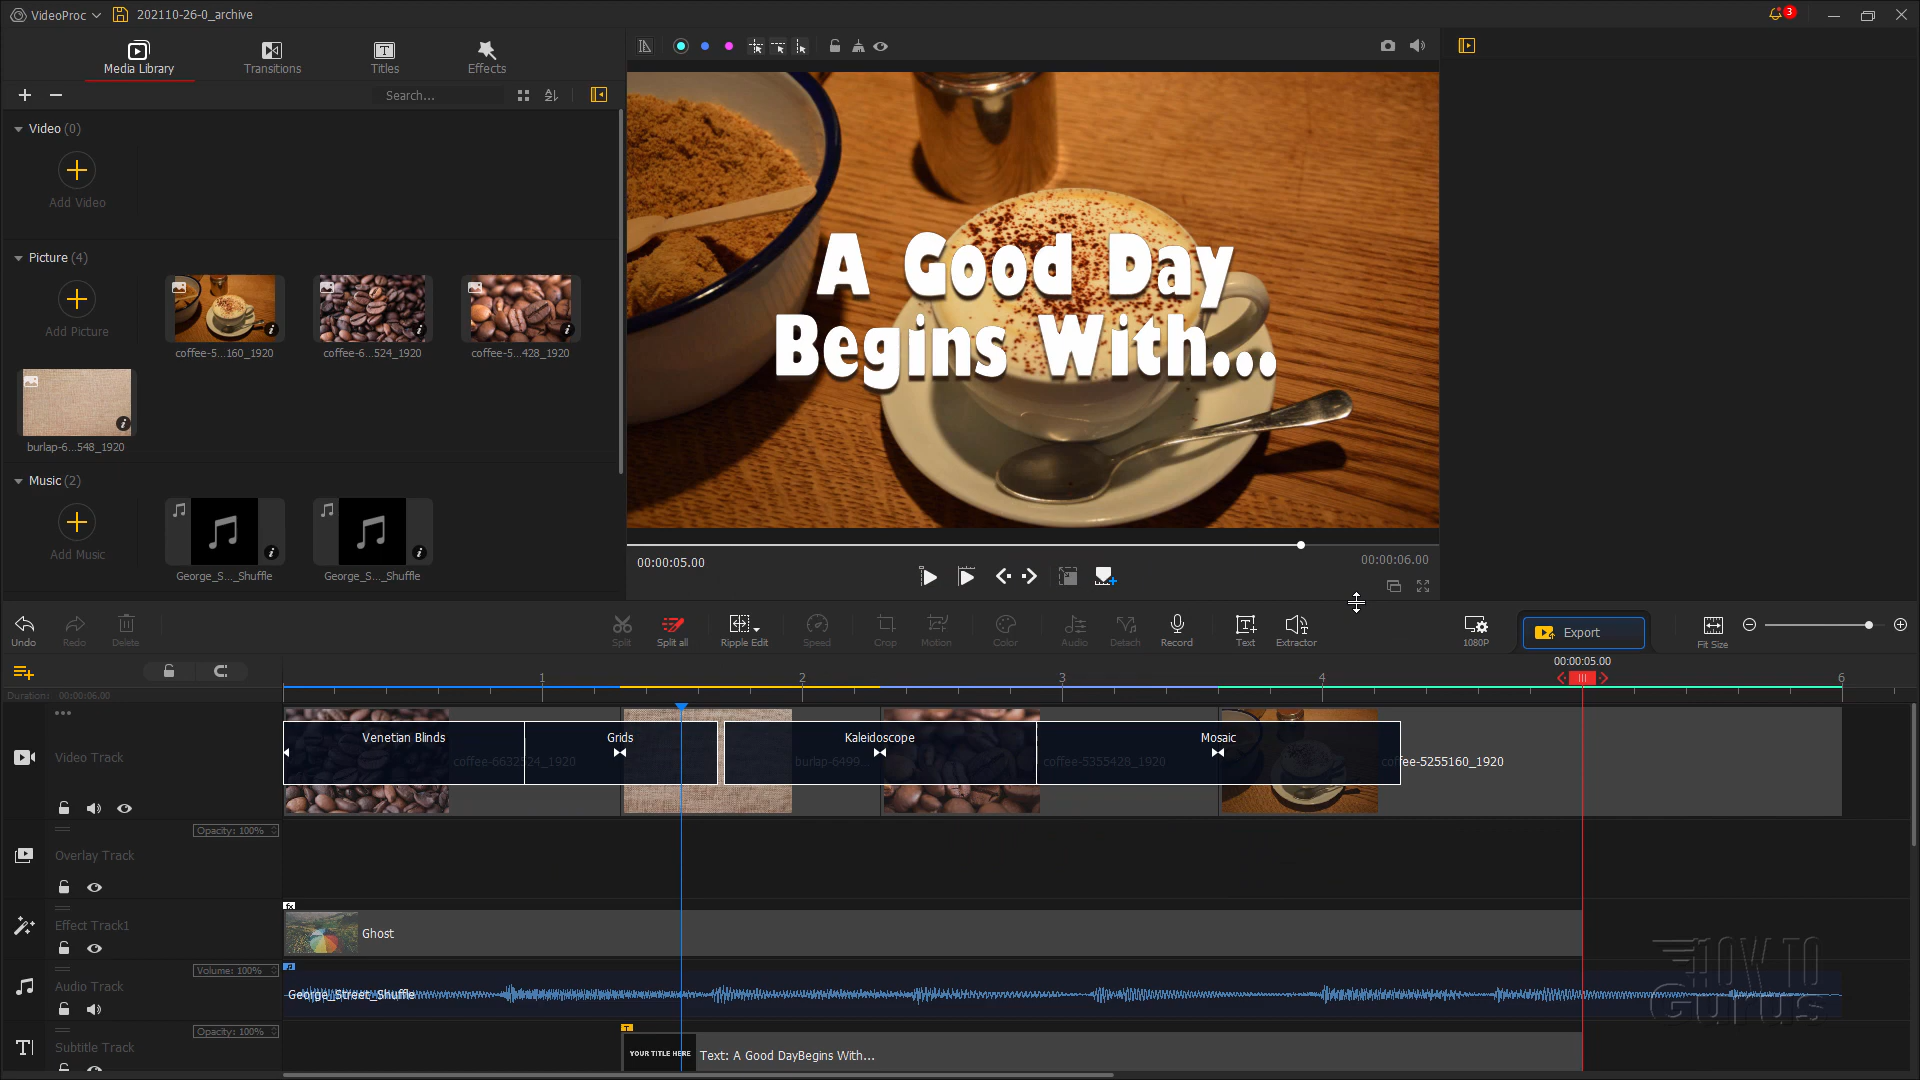 VideoProc
202110-26-0_archive
3
Media Library
Transitions
Titles
Effects
Search...
Video (0)
Add Video
Picture (4)
Add Picture
coffee-5...160_1920
coffee-6...524_1920
coffee-5...428_1920
burlap-6...548_1920
Music (2)
Add Music
George_S..._Shuffle
George_S..._Shuffle
A Good Day
Begins With...
00:00:05.00
00:00:06.00
Undo
Redo
Delete
Split
Split all
Ripple Edit
Speed
Crop
Motion
Color
Audio
Detach
Record
Text
Extractor
1080P
Export
Fit Size
Duration: 00:00:06.00
00:00:05.00
1
2
3
4
6
Video Track
Venetian Blinds
Grids
Kaleidoscope
Mosaic
coffee-6632524_1920
burlap-6499...
coffee-5355428_1920
coffee-5255160_1920
Opacity: 100%
Overlay Track
Effect Track1
fx
Ghost
Volume: 100%
Audio Track
George_Street_Shuffle
HOW TO
Gurus
Opacity: 100%
Subtitle Track
T
YOUR TITLE HERE
Text: A Good DayBegins With...